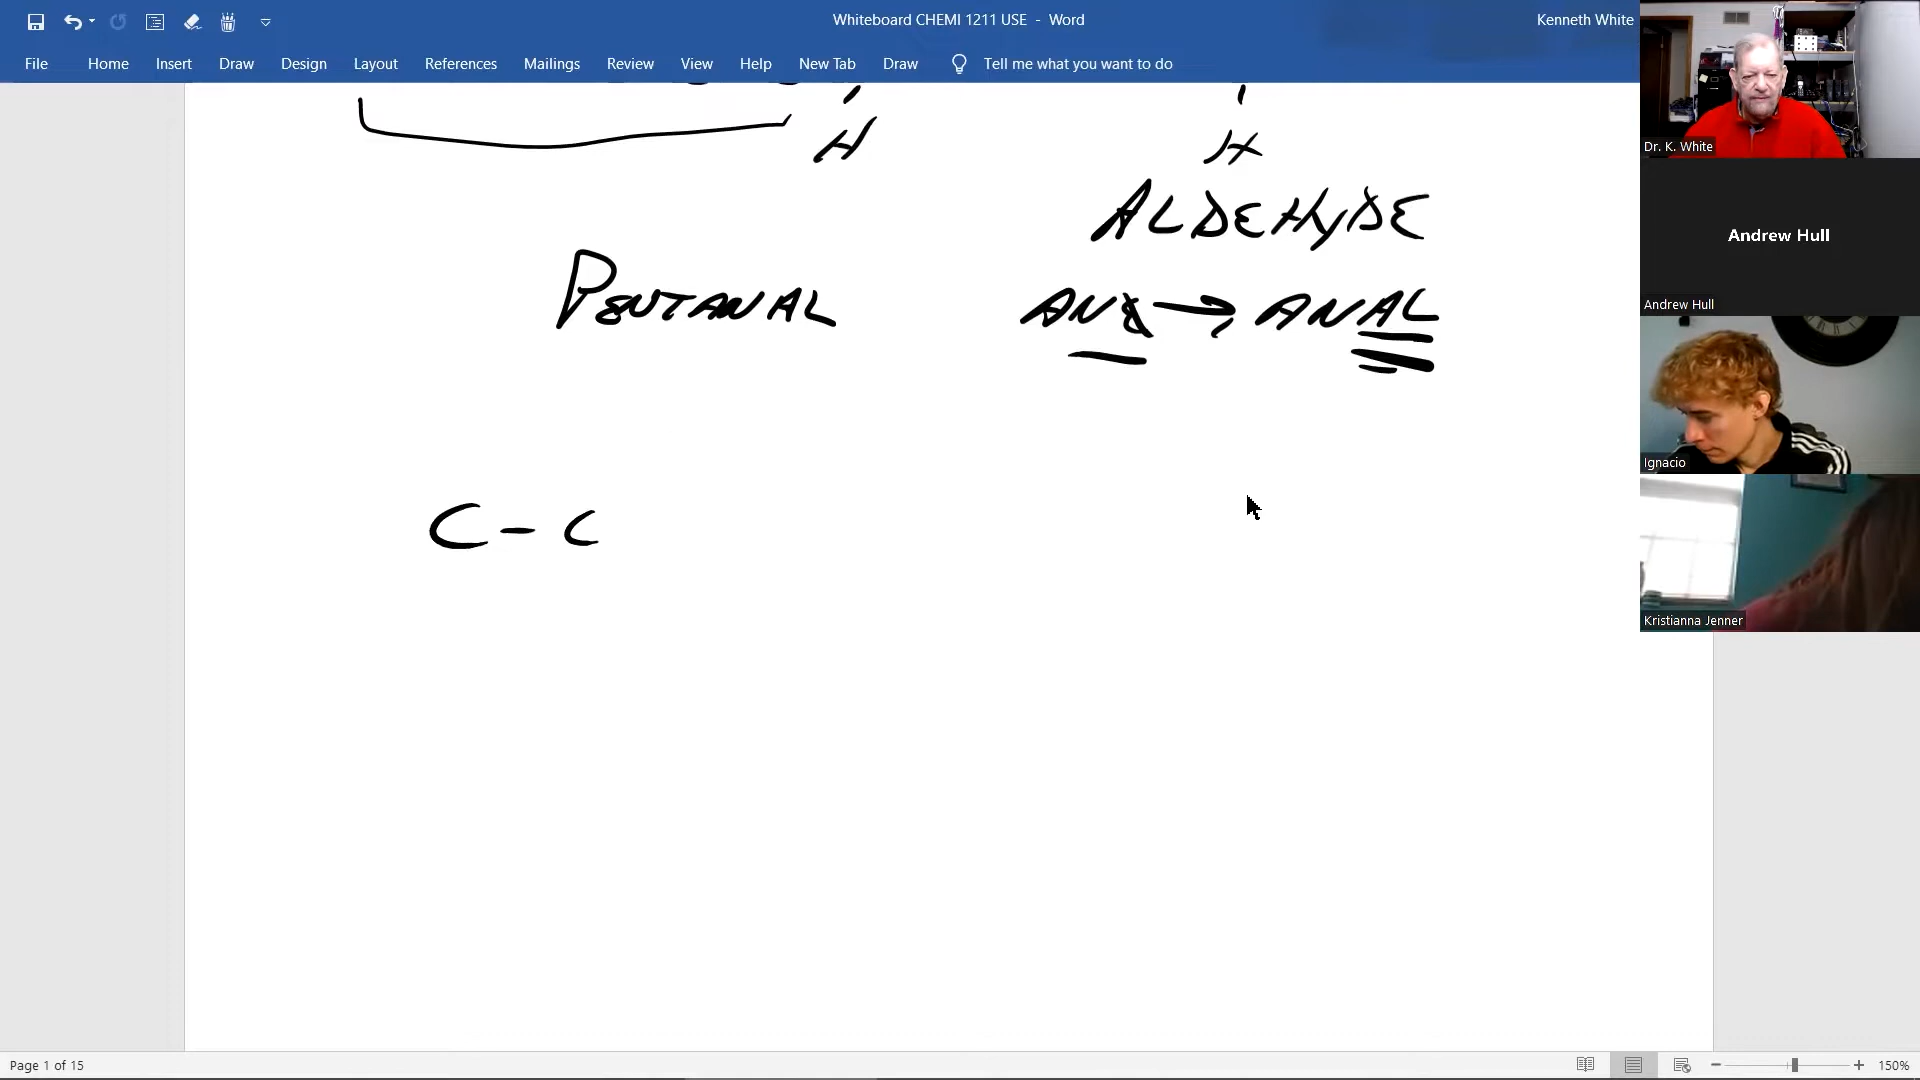 Whiteboard CHEMI 1211 USE - Word
Kenneth White
File Home Insert Draw Design Layout References Mailings Review View Help New Tab Draw Tell me what you want to do
H H
ALDEHYDE
PENTANAL ANE → ANAL
C - C
Dr. K. White
Andrew Hull
Andrew Hull
Ignacio
Kristianna Jenner
Page 1 of 15
150%